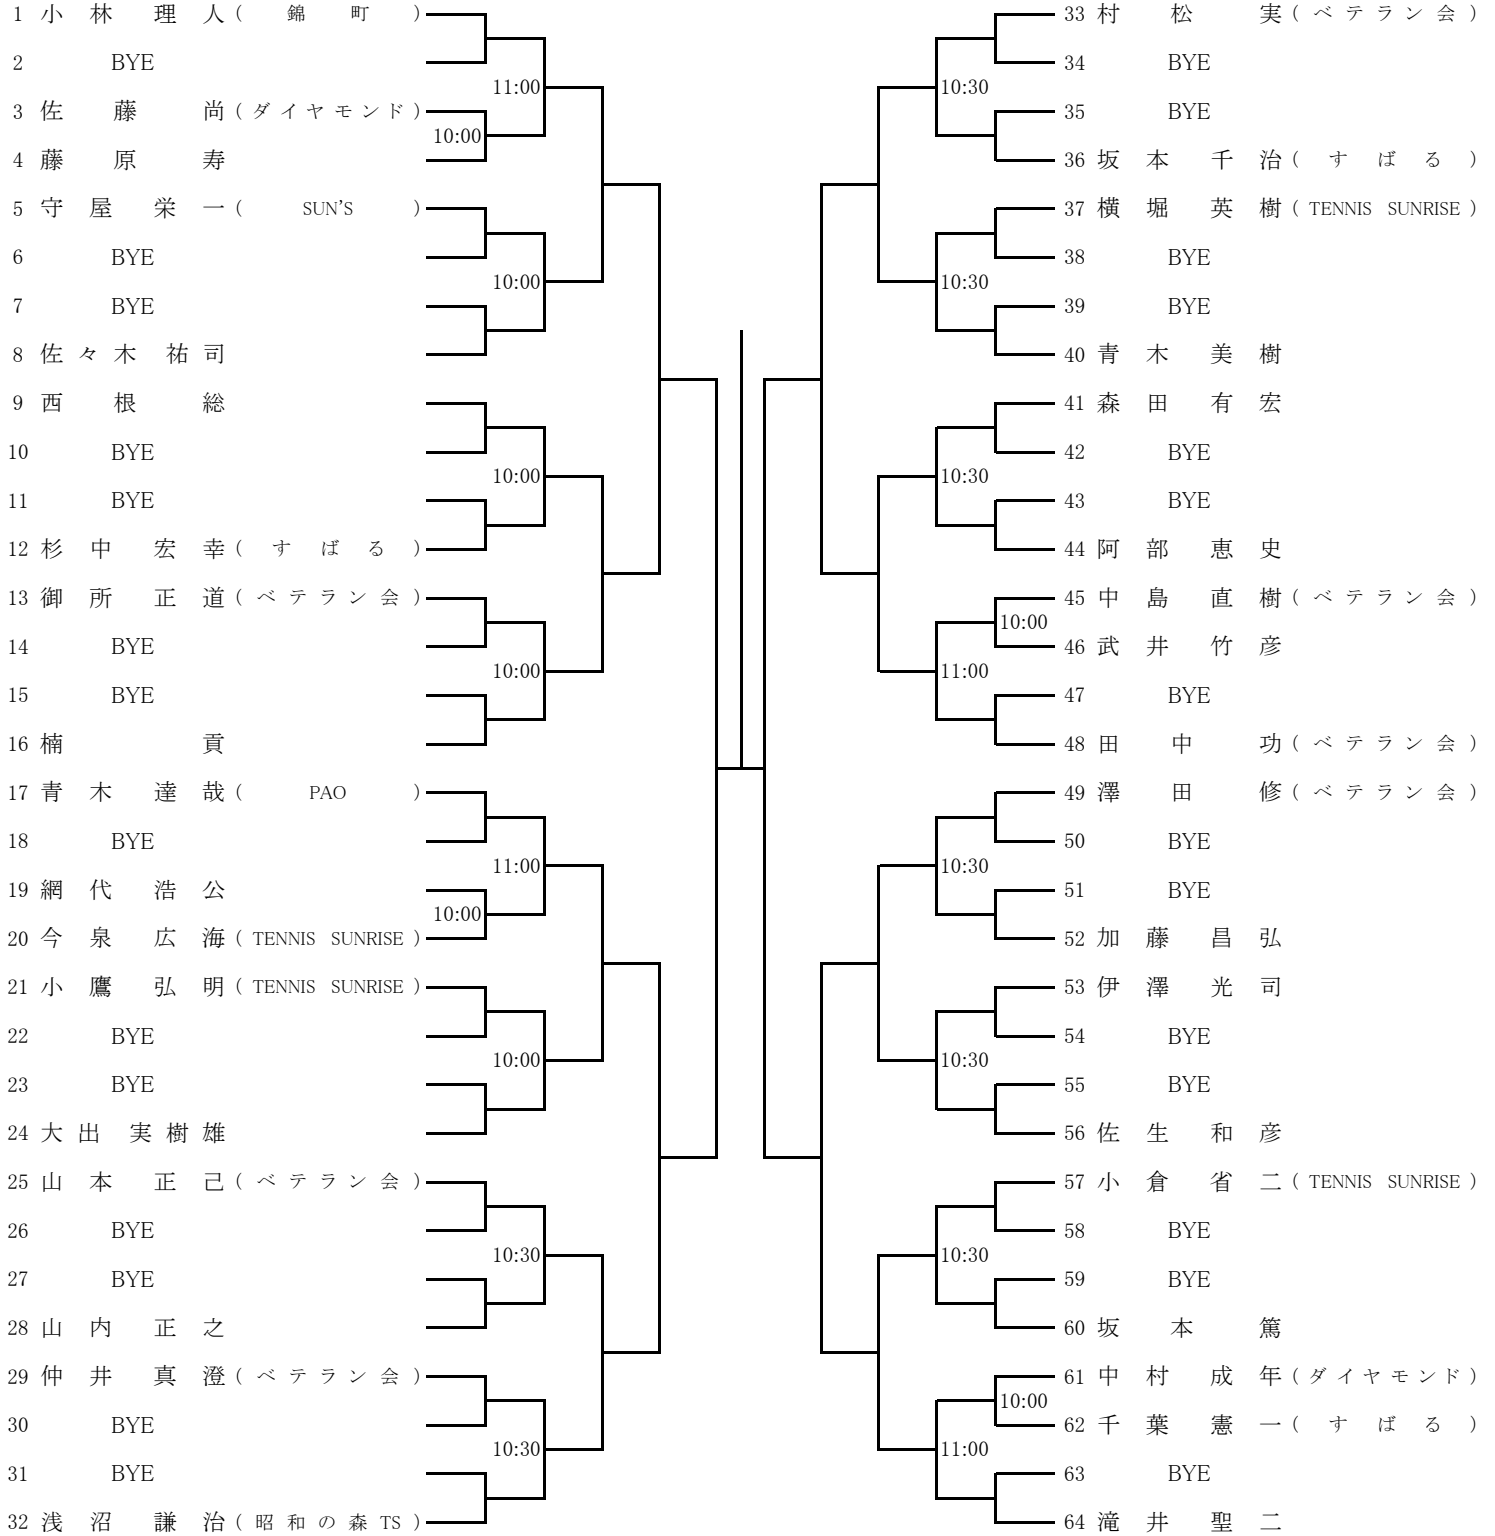 1 小林理人(錦町)
2 BYE
11:00
3 佐藤尚(ダイヤモンド)
10:00
4 藤原寿
5 守屋栄一(SUN'S)
6 BYE
10:00
7 BYE
8 佐々木祐司
9 西根総
10 BYE
10:00
11 BYE
12 杉中宏幸(すばる)
13 御所正道(ベテラン会)
14 BYE
10:00
15 BYE
16 楠貢
17 青木達哉(PAO)
18 BYE
11:00
19 網代浩公
10:00
20 今泉広海(TENNIS SUNRISE)
21 小鷹弘明(TENNIS SUNRISE)
22 BYE
10:00
23 BYE
24 大出実樹雄
25 山本正己(ベテラン会)
26 BYE
10:30
27 BYE
28 山内正之
29 仲井真澄(ベテラン会)
30 BYE
10:30
31 BYE
32 浅沼謙治(昭和の森TS)
33 村松実(ベテラン会)
34 BYE
10:30
35 BYE
36 坂本千治(すばる)
37 横堀英樹(TENNIS SUNRISE)
38 BYE
10:30
39 BYE
40 青木美樹
41 森田有宏
42 BYE
10:30
43 BYE
44 阿部恵史
45 中島直樹(ベテラン会)
10:00
46 武井竹彦
11:00
47 BYE
48 田中功(ベテラン会)
49 澤田修(ベテラン会)
50 BYE
10:30
51 BYE
52 加藤昌弘
53 伊澤光司
54 BYE
10:30
55 BYE
56 佐生和彦
57 小倉省二(TENNIS SUNRISE)
58 BYE
10:30
59 BYE
60 坂本篤
61 中村成年(ダイヤモンド)
10:00
62 千葉憲一(すばる)
11:00
63 BYE
64 滝井聖二